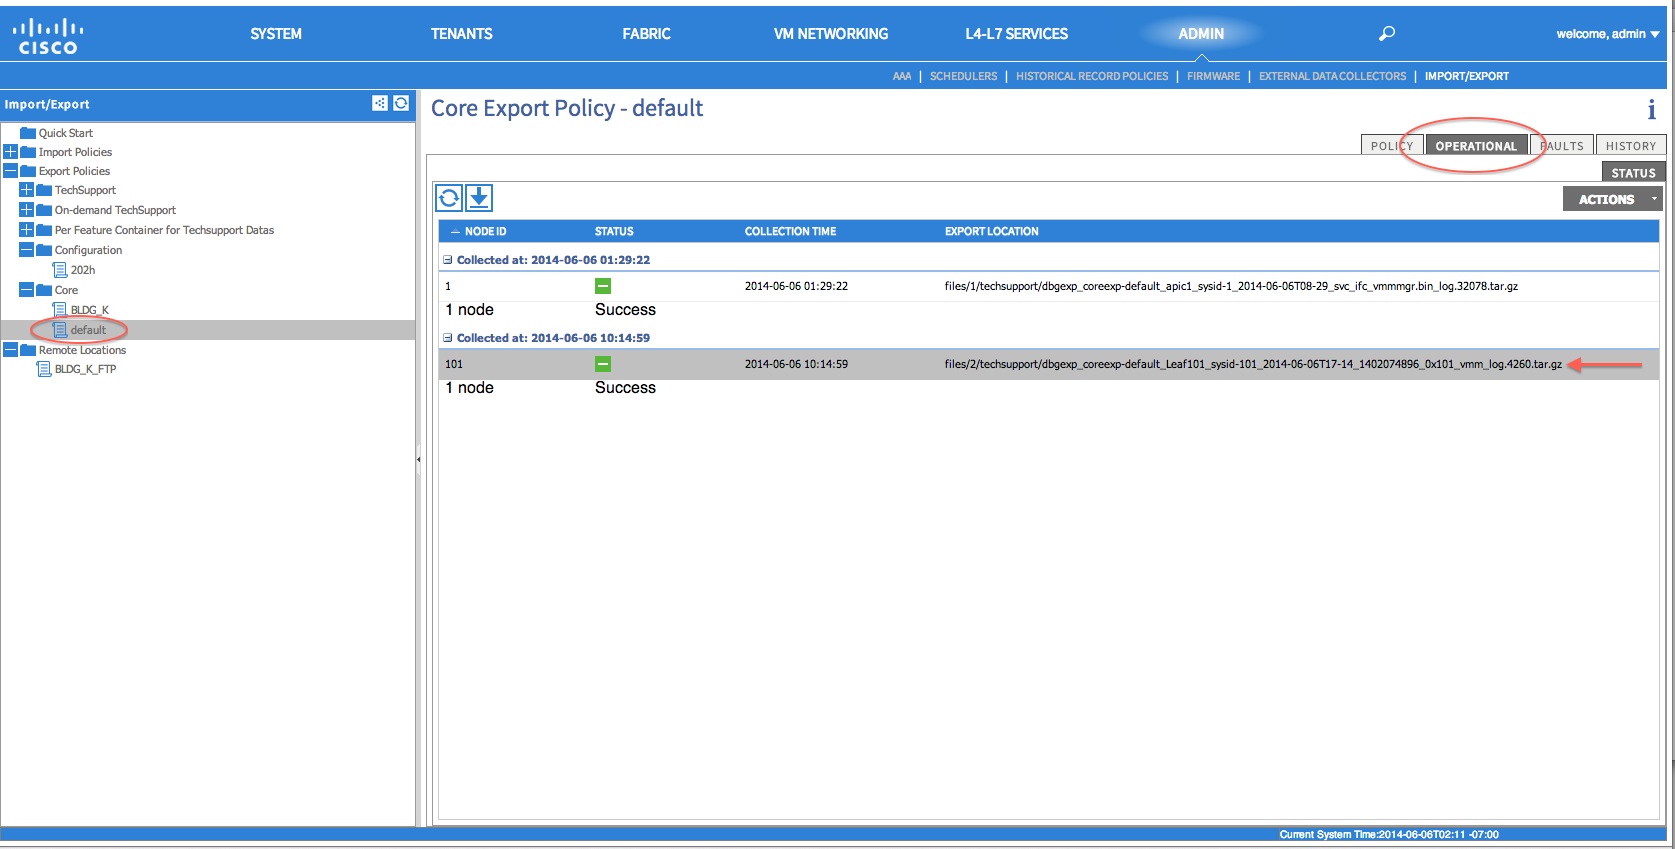 CISCO
SYSTEM TENANTS FABRIC VM NETWORKING L4-L7 SERVICES ADMIN welcome, admin
AAA | SCHEDULERS | HISTORICAL RECORD POLICIES | FIRMWARE | EXTERNAL DATA COLLECTORS | IMPORT/EXPORT
Import/Export
Quick Start
Import Policies
Export Policies
TechSupport
On-demand TechSupport
Per Feature Container for Techsupport Datas
Configuration
202h
Core
BLDG_K
default
Remote Locations
BLDG_K_FTP
Core Export Policy - default
i
POLICY OPERATIONAL FAULTS HISTORY
STATUS
ACTIONS
NODE ID STATUS COLLECTION TIME EXPORT LOCATION
Collected at: 2014-06-06 01:29:22
1 2014-06-06 01:29:22 files/1/techsupport/dbgexp_coreexp-default_apic1_sysid-1_2014-06-06T08-29_svc_ifc_vmmmgr.bin_log.32078.tar.gz
1 node Success
Collected at: 2014-06-06 10:14:59
101 2014-06-06 10:14:59 files/2/techsupport/dbgexp_coreexp-default_Leaf101_sysid-101_2014-06-06T17-14_1402074896_0x101_vmm_log.4260.tar.gz
1 node Success
Current System Time:2014-06-06T02:11 -07:00